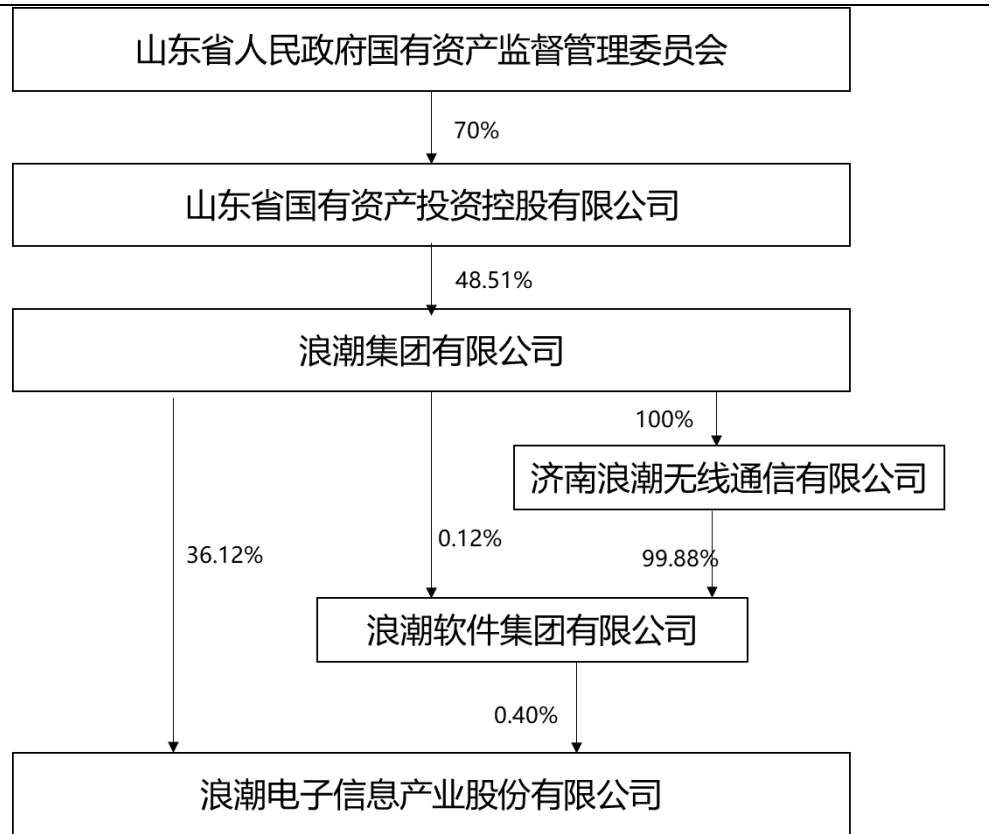 山东省人民政府国有资产监督管理委员会
70%
山东省国有资产投资控股有限公司
48.51%
浪潮集团有限公司
100%
济南浪潮无线通信有限公司
36.12%
0.12%
99.88%
浪潮软件集团有限公司
0.40%
浪潮电子信息产业股份有限公司